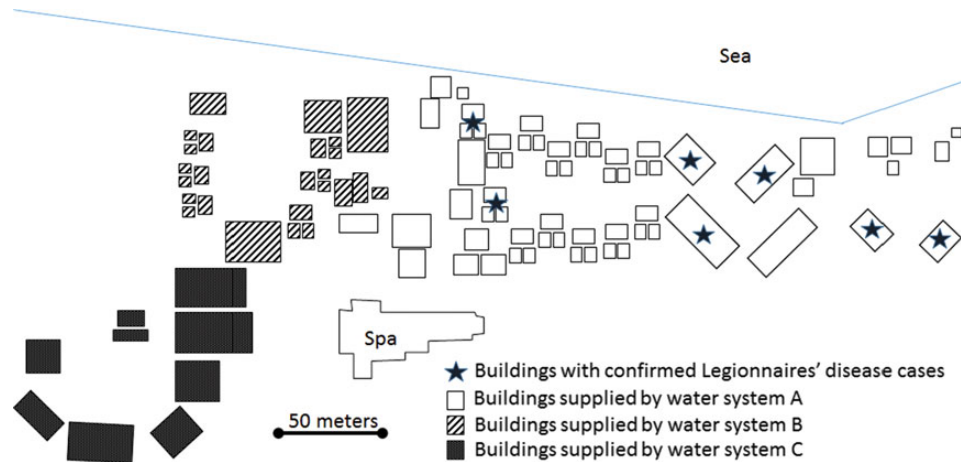 Sea
Spa
Buildings with confirmed Legionnaires' disease cases
Buildings supplied by water system A
50 meters
Buildings supplied by water system B
Buildings supplied by water system C